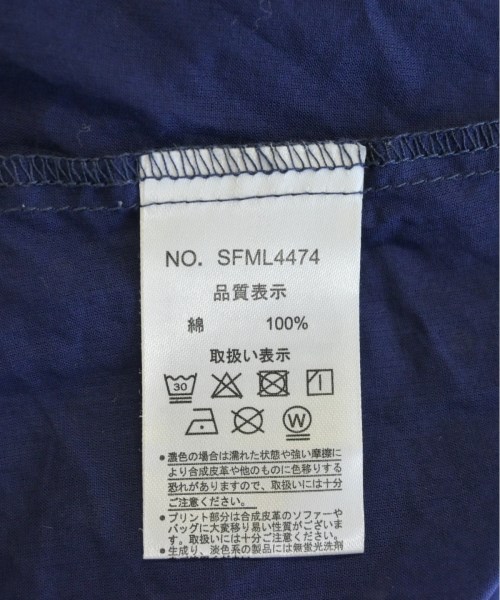 NO. SFML4474
品質表示
綿 100%
取扱い表示
30
W
●濃色の場合は濡れた状態や強い摩擦に
より合成皮革や他のものに色移りする
恐れがありますので、取扱いには十分
ご注意ください。
●プリント部分は合成皮革のソファーや
バッグに大変移り易い性質がございま
す。取扱いには十分ご注意ください。
●生成り、淡色系の製品には無蛍光洗剤